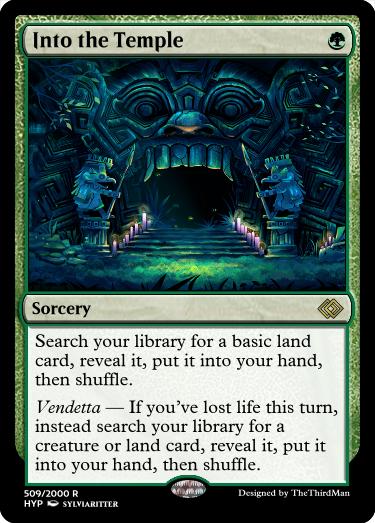 Into the Temple
Sorcery
Search your library for a basic land
card, reveal it, put it into your hand,
then shuffle.
Vendetta — If you've lost life this turn,
instead search your library for a
creature or land card, reveal it, put it
into your hand, then shuffle.
509/2000 R
HYP SYLVIARITTER
Designed by TheThirdMan